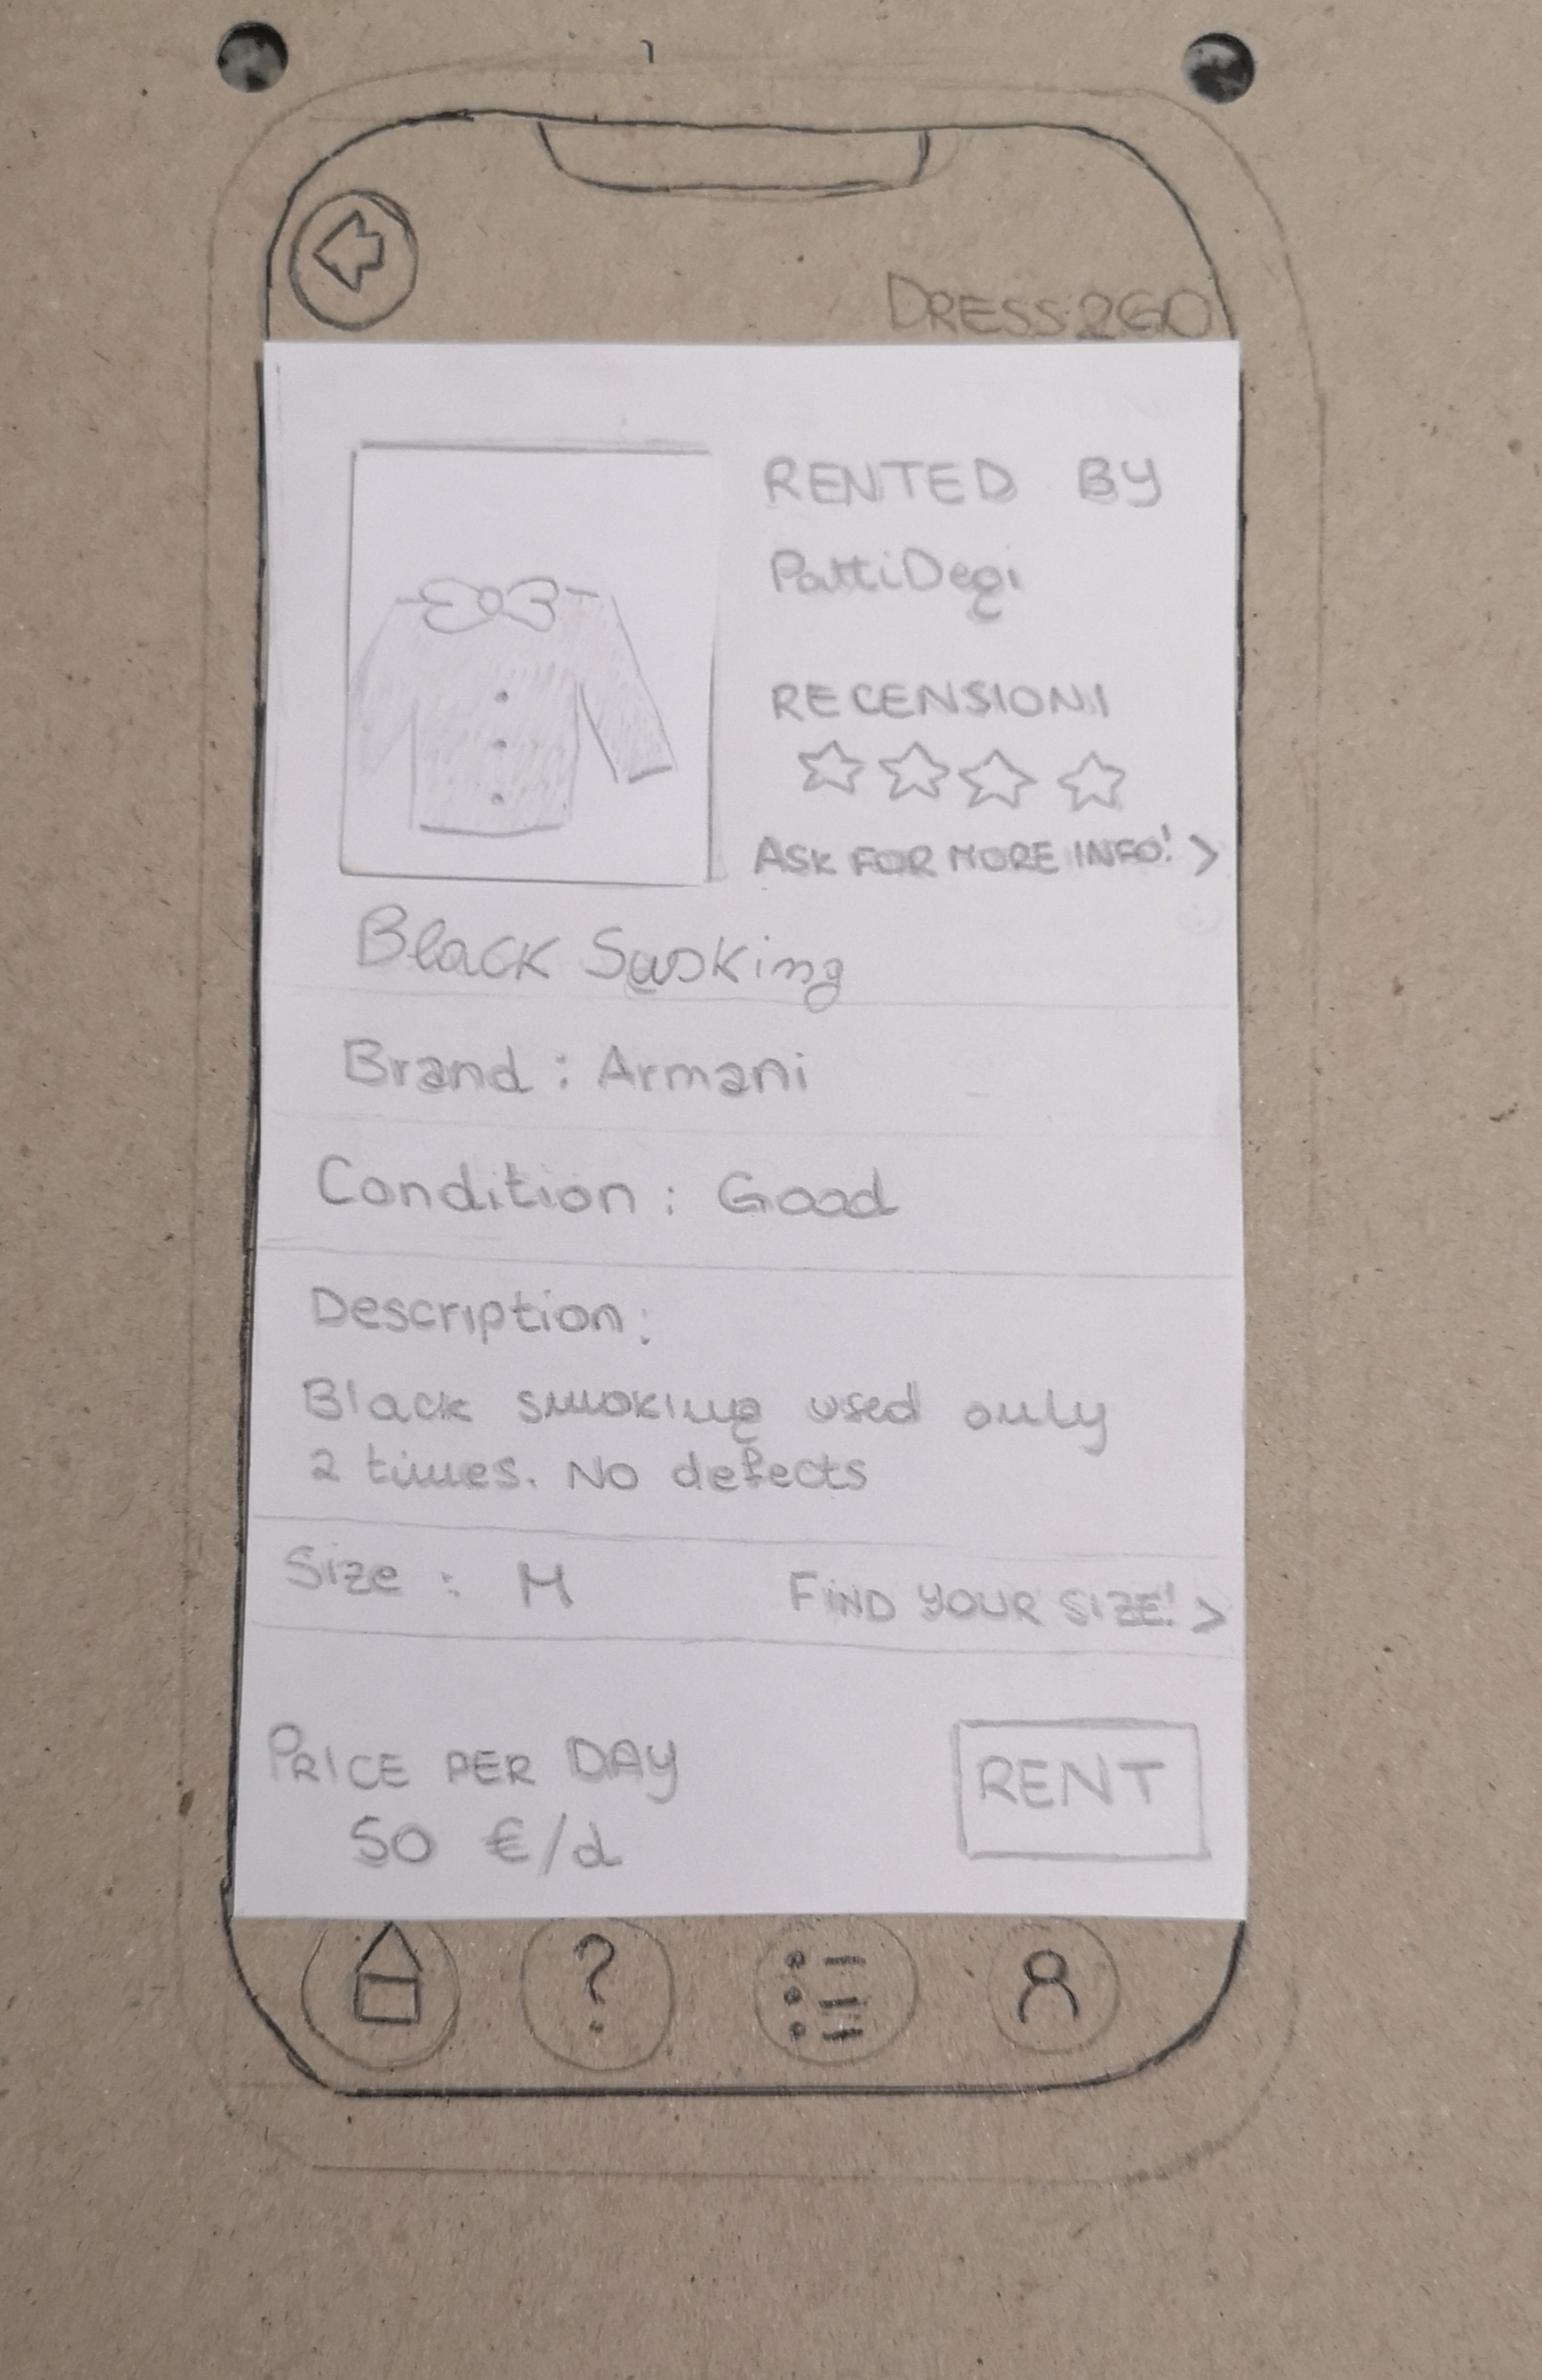 DRESS2GO
RENTED BY
PattiDegi
RECENSIONI
ASK FOR MORE INFO! >
Black Smoking
Brand : Armani
Condition : Good
Description:
Black smoking used only
2 times. No defects
Size : M
FIND YOUR SIZE! >
PRICE PER DAY
50 €/d
RENT
?